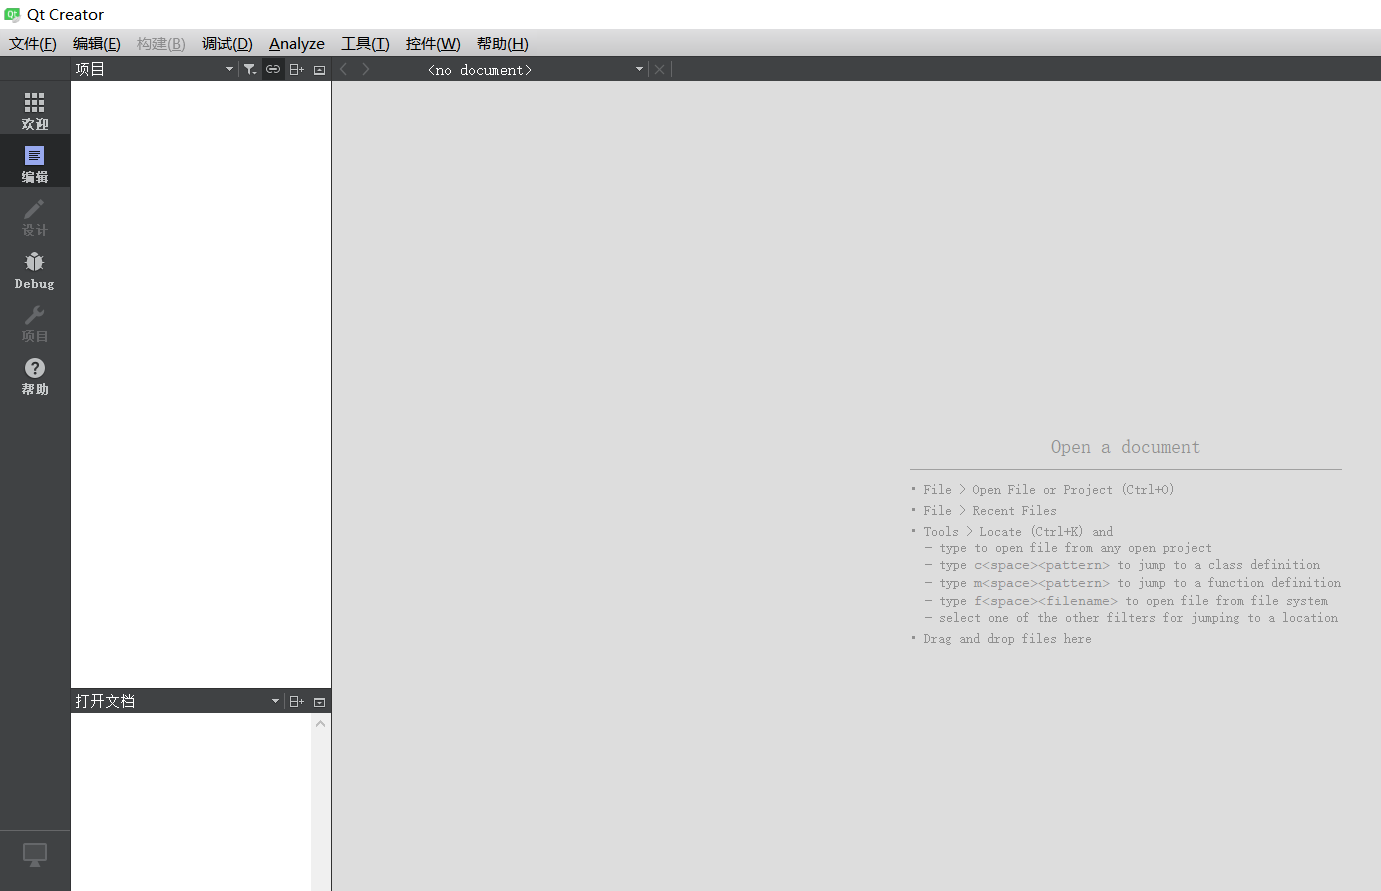 Qt Creator
文件(F) 编辑(E) 构建(B) 调试(D) Analyze 工具(T) 控件(W) 帮助(H)
项目 <no document>
欢迎
编辑
设计
Debug
项目
帮助
Open a document
• File > Open File or Project (Ctrl+O)
• File > Recent Files
• Tools > Locate (Ctrl+K) and
- type to open file from any open project
- type c<space><pattern> to jump to a class definition
- type m<space><pattern> to jump to a function definition
- type f<space><filename> to open file from file system
- select one of the other filters for jumping to a location
• Drag and drop files here
打开文档